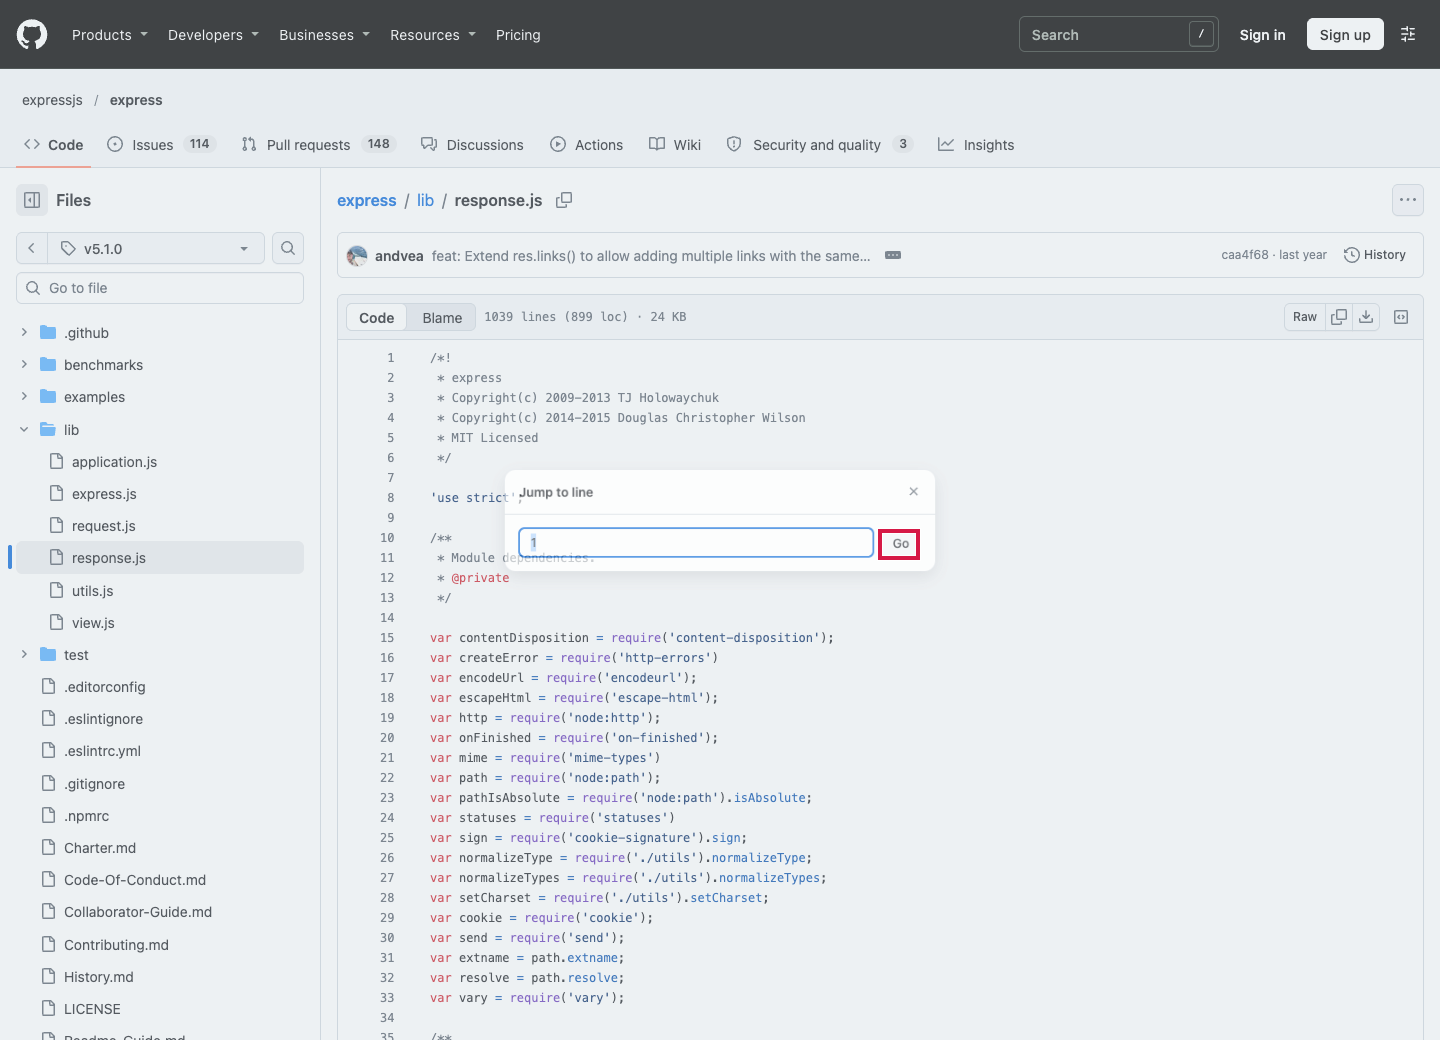 Products Developers Businesses Resources Pricing Search / Sign in Sign up
expressjs / express
Code Issues 114 Pull requests 148 Discussions Actions Wiki Security and quality 3 Insights
Files
v5.1.0
Go to file
.github
benchmarks
examples
lib
application.js
express.js
request.js
response.js
utils.js
view.js
test
.editorconfig
.eslintignore
.eslintrc.yml
.gitignore
.npmrc
Charter.md
Code-Of-Conduct.md
Collaborator-Guide.md
Contributing.md
History.md
LICENSE
Readme-Guide.md
express / lib / response.js
andvea feat: Extend res.links() to allow adding multiple links with the same… caa4f68 · last year History
Code Blame 1039 lines (899 loc) · 24 KB Raw
1 /*!
2 * express
3 * Copyright(c) 2009-2013 TJ Holowaychuk
4 * Copyright(c) 2014-2015 Douglas Christopher Wilson
5 * MIT Licensed
6 */
7
8 'use strict';
9
10 /**
11 * Module dependencies.
12 * @private
13 */
14
15 var contentDisposition = require('content-disposition');
16 var createError = require('http-errors')
17 var encodeUrl = require('encodeurl');
18 var escapeHtml = require('escape-html');
19 var http = require('node:http');
20 var onFinished = require('on-finished');
21 var mime = require('mime-types')
22 var path = require('node:path');
23 var pathIsAbsolute = require('node:path').isAbsolute;
24 var statuses = require('statuses')
25 var sign = require('cookie-signature').sign;
26 var normalizeType = require('./utils').normalizeType;
27 var normalizeTypes = require('./utils').normalizeTypes;
28 var setCharset = require('./utils').setCharset;
29 var cookie = require('cookie');
30 var send = require('send');
31 var extname = path.extname;
32 var resolve = path.resolve;
33 var vary = require('vary');
34
35 /**
Jump to line
1
Go